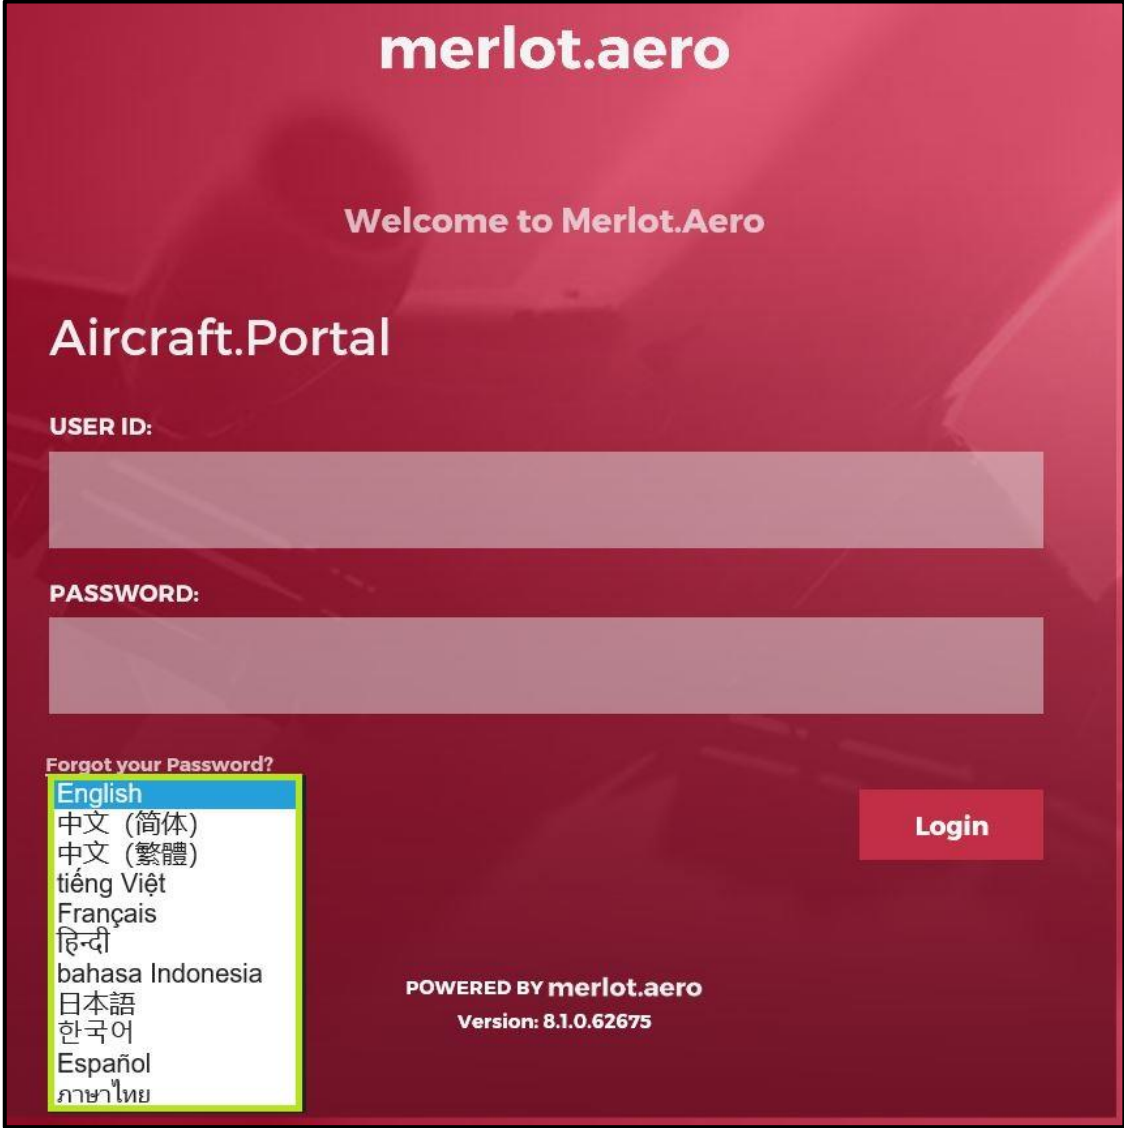 merlot.aero
Welcome to Merlot.Aero
Aircraft.Portal
USER ID:
PASSWORD:
Forgot your Password?
English
中文 (简体)
中文 (繁體)
tiếng Việt
Français
हिन्दी
bahasa Indonesia
日本語
한국어
Español
ภาษาไทย
Login
POWERED BY merlot.aero
Version: 8.1.0.62675